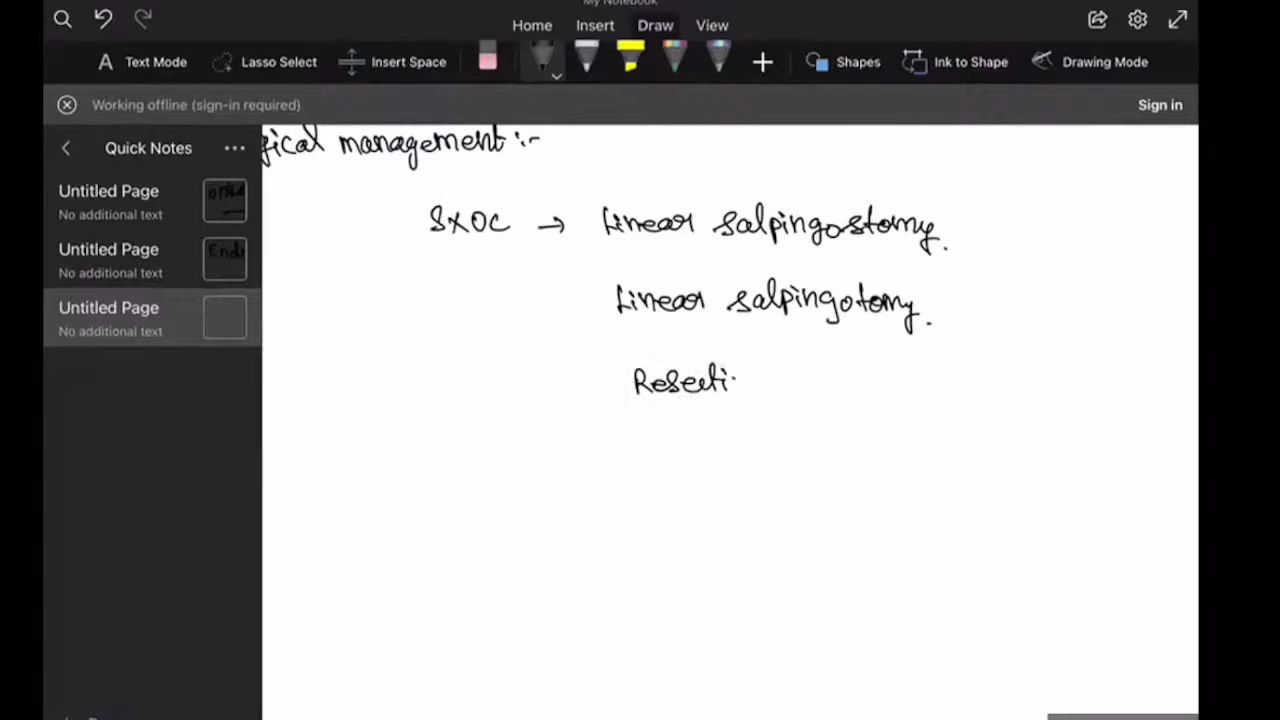 My Notebook
Home Insert Draw View
Text Mode Lasso Select Insert Space Shapes Ink to Shape Drawing Mode
Working offline (sign-in required) Sign in
Quick Notes
Untitled Page
No additional text
Untitled Page
No additional text
Untitled Page
No additional text
gical management :-
SXOC → Linear salpingostomy.
Linear salpingotomy.
Resecti